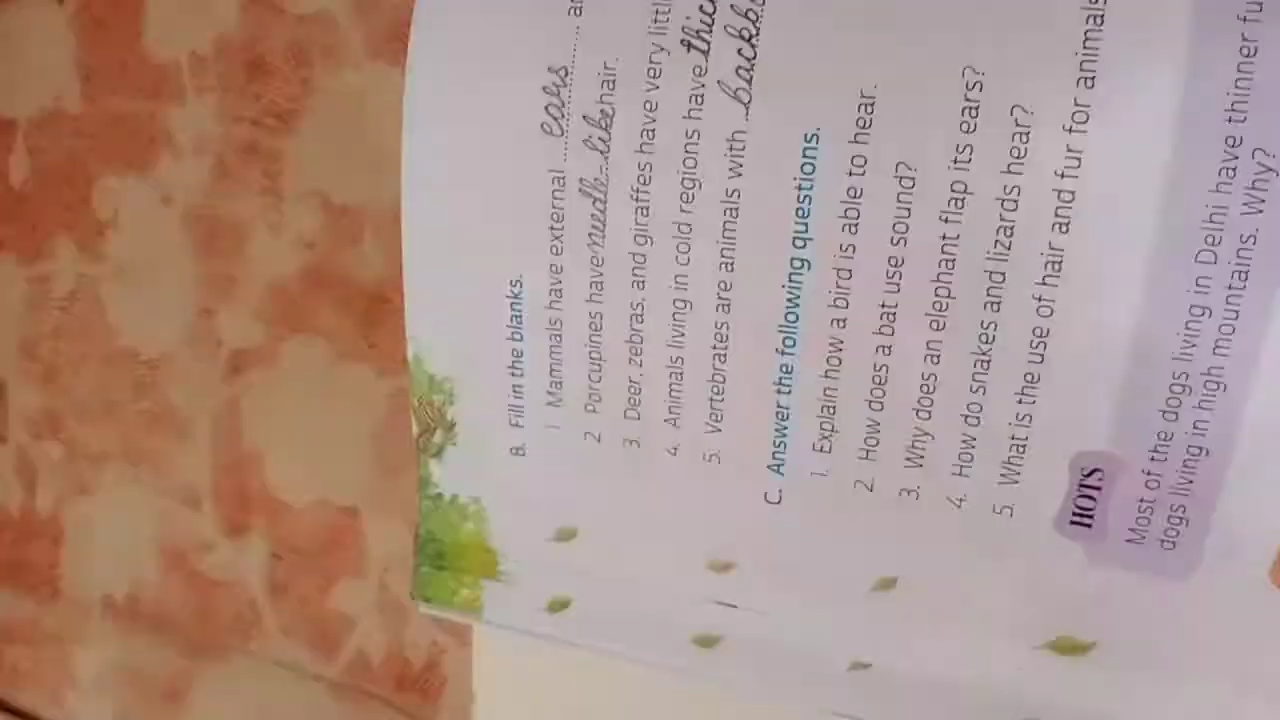 B. Fill in the blanks.
1 Mammals have external ears
2 Porcupines have needle-like hair.
3. Deer, zebras, and giraffes have very
4. Animals living in cold regions have
5. Vertebrates are animals with
C. Answer the following questions.
1. Explain how a bird is able to hear.
2 How does a bat use sound?
3. Why does an elephant flap its ears?
4. How do snakes and lizards hear?
5. What is the use of hair and fur for animals
HOTS
Most of the dogs living in Delhi have thinner
dogs living in high mountains. Why?